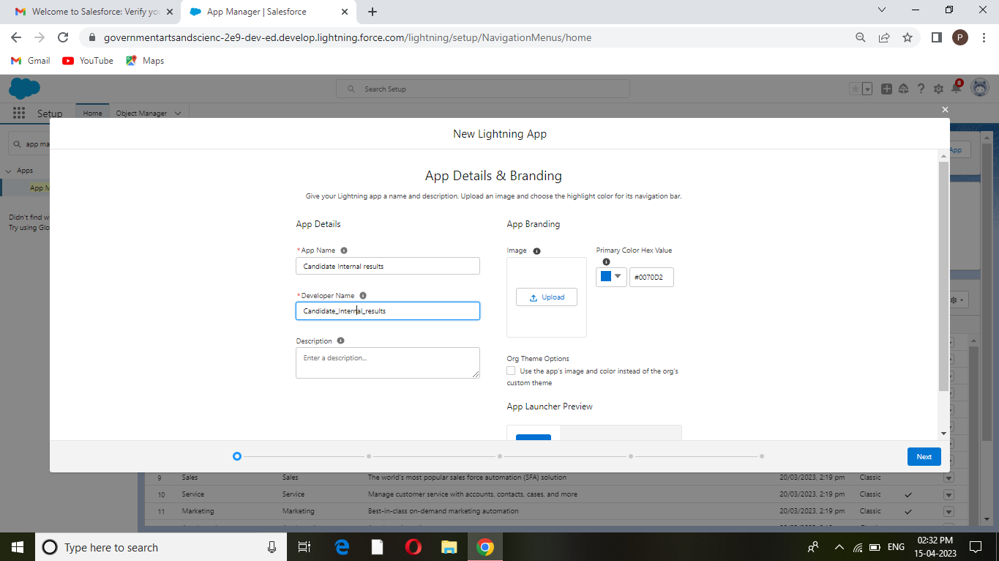 Welcome to Salesforce: Verify you
App Manager | Salesforce
governmentartsandscienc-2e9-dev-ed.develop.lightning.force.com/lightning/setup/NavigationMenus/home
P
Gmail
YouTube
Maps
Search Setup
8
Setup
Home
Object Manager
New Lightning App
app ma
App
Apps
App M
Didn't find w
Try using Glo
App Details & Branding
Give your Lightning app a name and description. Upload an image and choose the highlight color for its navigation bar.
App Details
App Branding
*App Name
Candidate Internal results
Image
Primary Color Hex Value
Upload
#0070D2
*Developer Name
Candidate_Internal_results
Description
Enter a description...
Org Theme Options
Use the app's image and color instead of the org's
custom theme
App Launcher Preview
Next
9 Sales Sales The world's most popular sales force automation (SFA) solution 20/03/2023, 2:19 pm Classic
10 Service Service Manage customer service with accounts, contacts, cases, and more 20/03/2023, 2:19 pm Classic
11 Marketing Marketing Best-in-class on-demand marketing automation 20/03/2023, 2:19 pm Classic
Type here to search
ENG
02:32 PM
15-04-2023